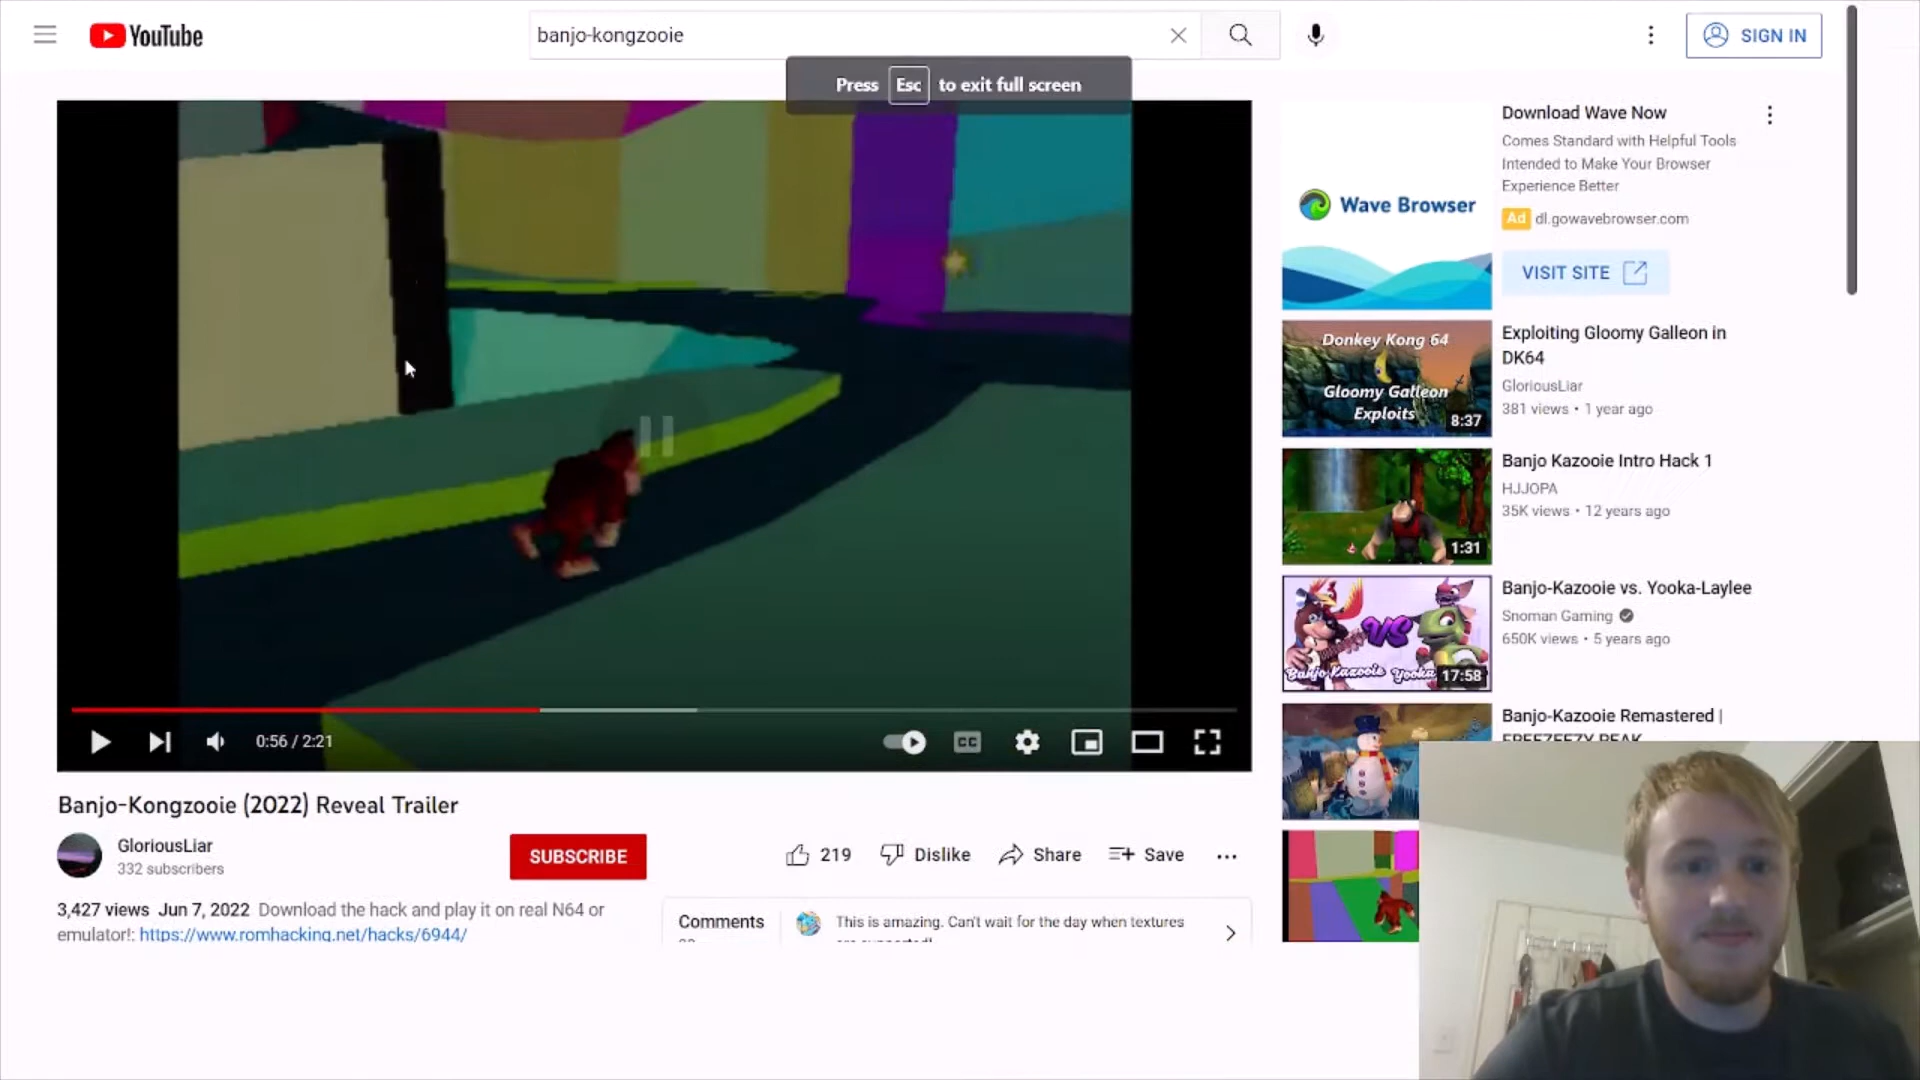 YouTube
banjo-kongzooie
SIGN IN
Press Esc to exit full screen
0:56 / 2:21
CC
Banjo-Kongzooie (2022) Reveal Trailer
GloriousLiar
332 subscribers
SUBSCRIBE
219
Dislike
Share
Save
3,427 views Jun 7, 2022 Download the hack and play it on real N64 or
emulator!: https://www.romhacking.net/hacks/6944/
Comments
This is amazing. Can't wait for the day when textures
Wave Browser
Download Wave Now
Comes Standard with Helpful Tools
Intended to Make Your Browser
Experience Better
Ad dl.gowavebrowser.com
VISIT SITE
Donkey Kong 64
Gloomy Galleon
Exploits
8:37
Exploiting Gloomy Galleon in
DK64
GloriousLiar
381 views • 1 year ago
1:31
Banjo Kazooie Intro Hack 1
HJJOPA
35K views • 12 years ago
VS
Banjo Kazooie Yooka
17:58
Banjo-Kazooie vs. Yooka-Laylee
Snoman Gaming
650K views • 5 years ago
Banjo-Kazooie Remastered |
FREEZEEZY PEAK